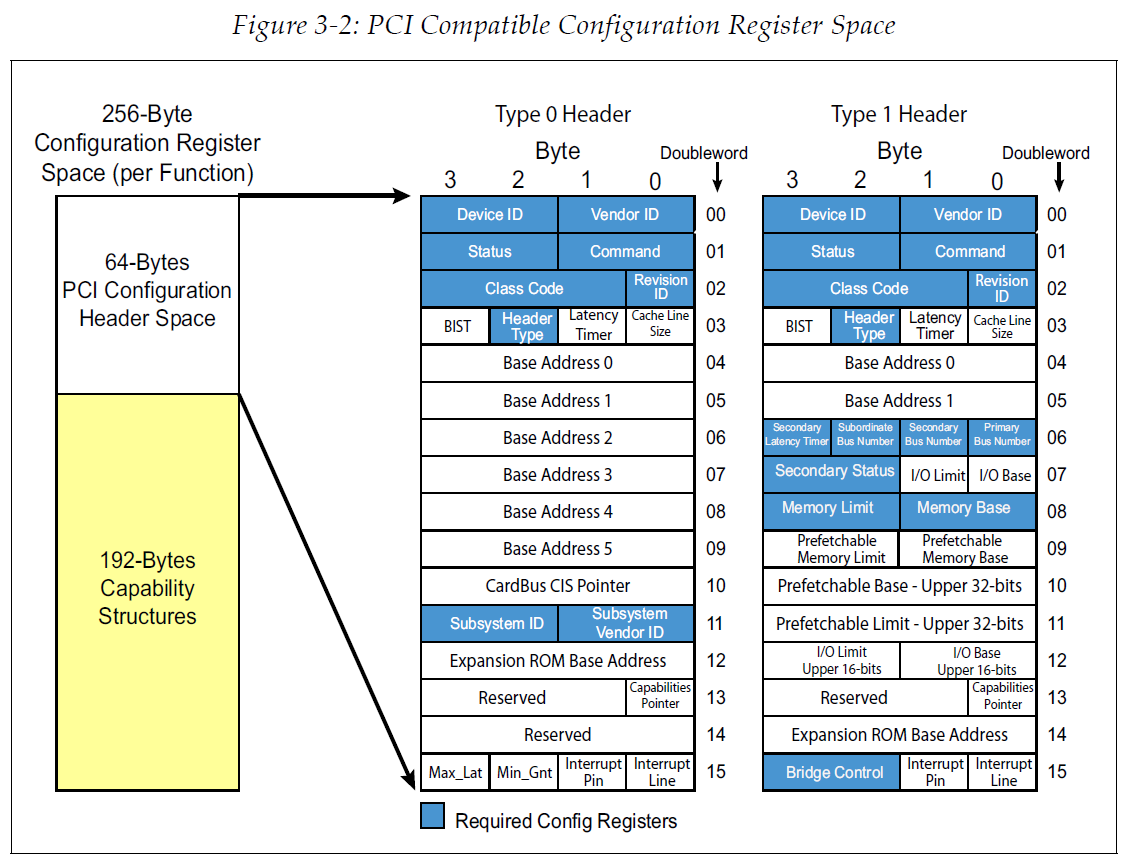 Figure 3-2: PCI Compatible Configuration Register Space
256-Byte
Configuration Register
Space (per Function)
64-Bytes
PCI Configuration
Header Space
192-Bytes
Capability
Structures
Type 0 Header
Byte
Doubleword
3 2 1 0
Device ID Vendor ID 00
Status Command 01
Class Code Revision ID 02
BIST Header Type Latency Timer Cache Line Size 03
Base Address 0 04
Base Address 1 05
Base Address 2 06
Base Address 3 07
Base Address 4 08
Base Address 5 09
CardBus CIS Pointer 10
Subsystem ID Subsystem Vendor ID 11
Expansion ROM Base Address 12
Reserved Capabilities Pointer 13
Reserved 14
Max_Lat Min_Gnt Interrupt Pin Interrupt Line 15
Required Config Registers
Type 1 Header
Byte
Doubleword
3 2 1 0
Device ID Vendor ID 00
Status Command 01
Class Code Revision ID 02
BIST Header Type Latency Timer Cache Line Size 03
Base Address 0 04
Base Address 1 05
Secondary Latency Timer Subordinate Bus Number Secondary Bus Number Primary Bus Number 06
Secondary Status I/O Limit I/O Base 07
Memory Limit Memory Base 08
Prefetchable Memory Limit Prefetchable Memory Base 09
Prefetchable Base - Upper 32-bits 10
Prefetchable Limit - Upper 32-bits 11
I/O Limit Upper 16-bits I/O Base Upper 16-bits 12
Reserved Capabilities Pointer 13
Expansion ROM Base Address 14
Bridge Control Interrupt Pin Interrupt Line 15